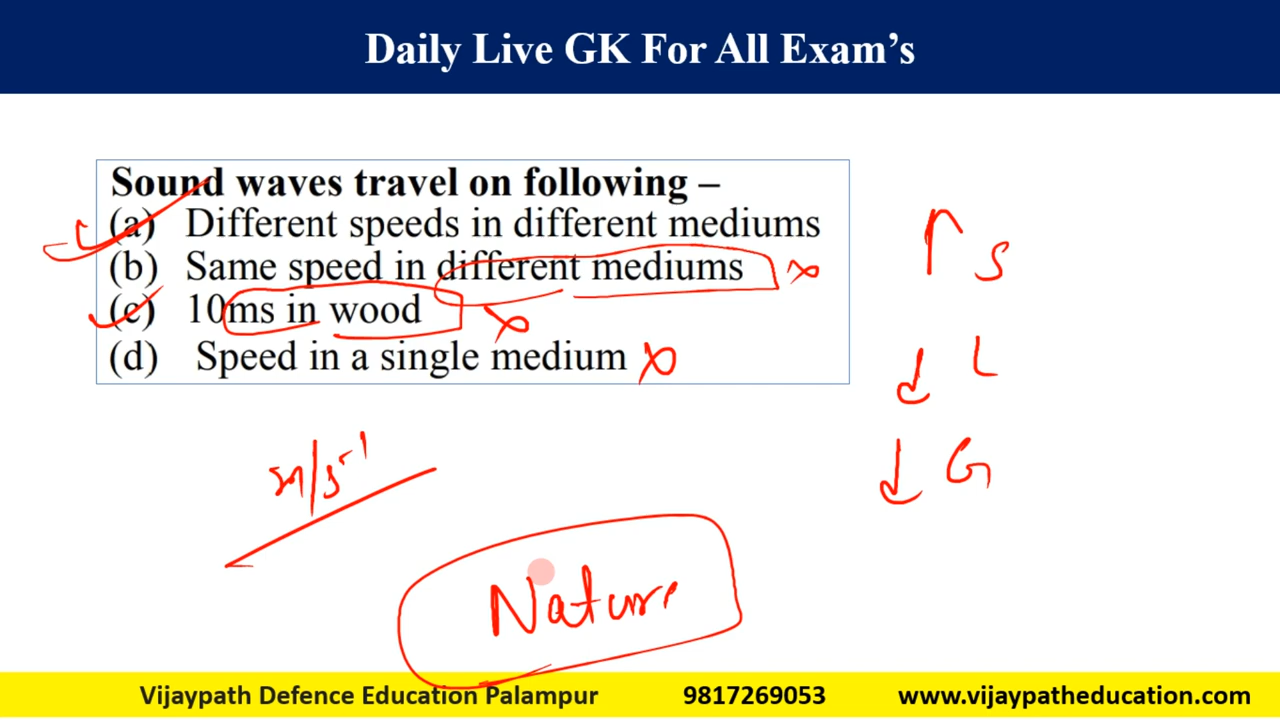 Daily Live GK For All Exam's
Sound waves travel on following –
(a) Different speeds in different mediums
(b) Same speed in different mediums
(c) 10ms in wood
(d) Speed in a single medium
S
L
G
m/s⁻¹
Nature
Vijaypath Defence Education Palampur 9817269053 www.vijaypatheducation.com